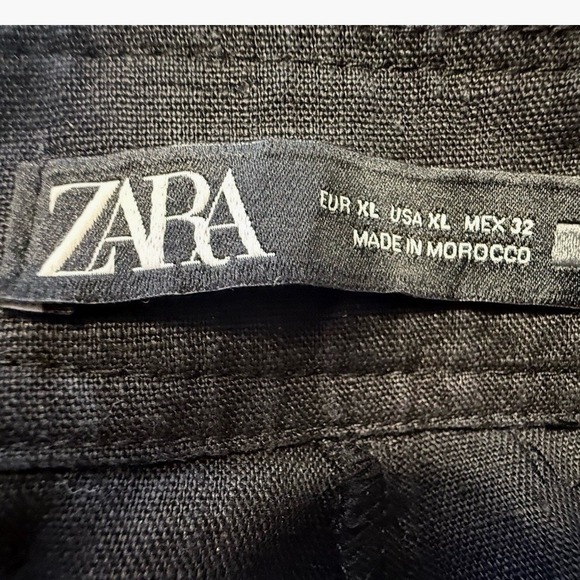 ZARA
EUR XL USA XL MEX 32
MADE IN MOROCCO